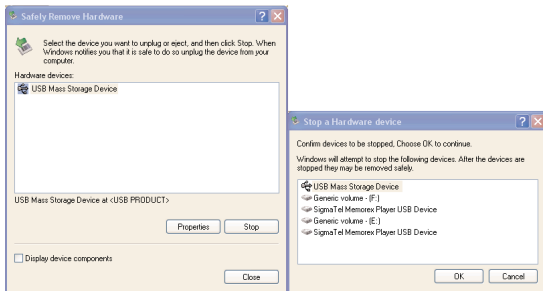 Safely Remove Hardware
Select the device you want to unplug or eject, and then click Stop. When
Windows notifies you that it is safe to do so unplug the device from your
computer.
Hardware devices:
USB Mass Storage Device
USB Mass Storage Device at <USB PRODUCT>
Properties
Stop
Display device components
Close
Stop a Hardware device
Confirm devices to be stopped, Choose OK to continue.
Windows will attempt to stop the following devices. After the devices are
stopped they may be removed safely.
USB Mass Storage Device
Generic volume - (F:)
SigmaTel Memorex Player USB Device
Generic volume - (E:)
SigmaTel Memorex Player USB Device
OK
Cancel